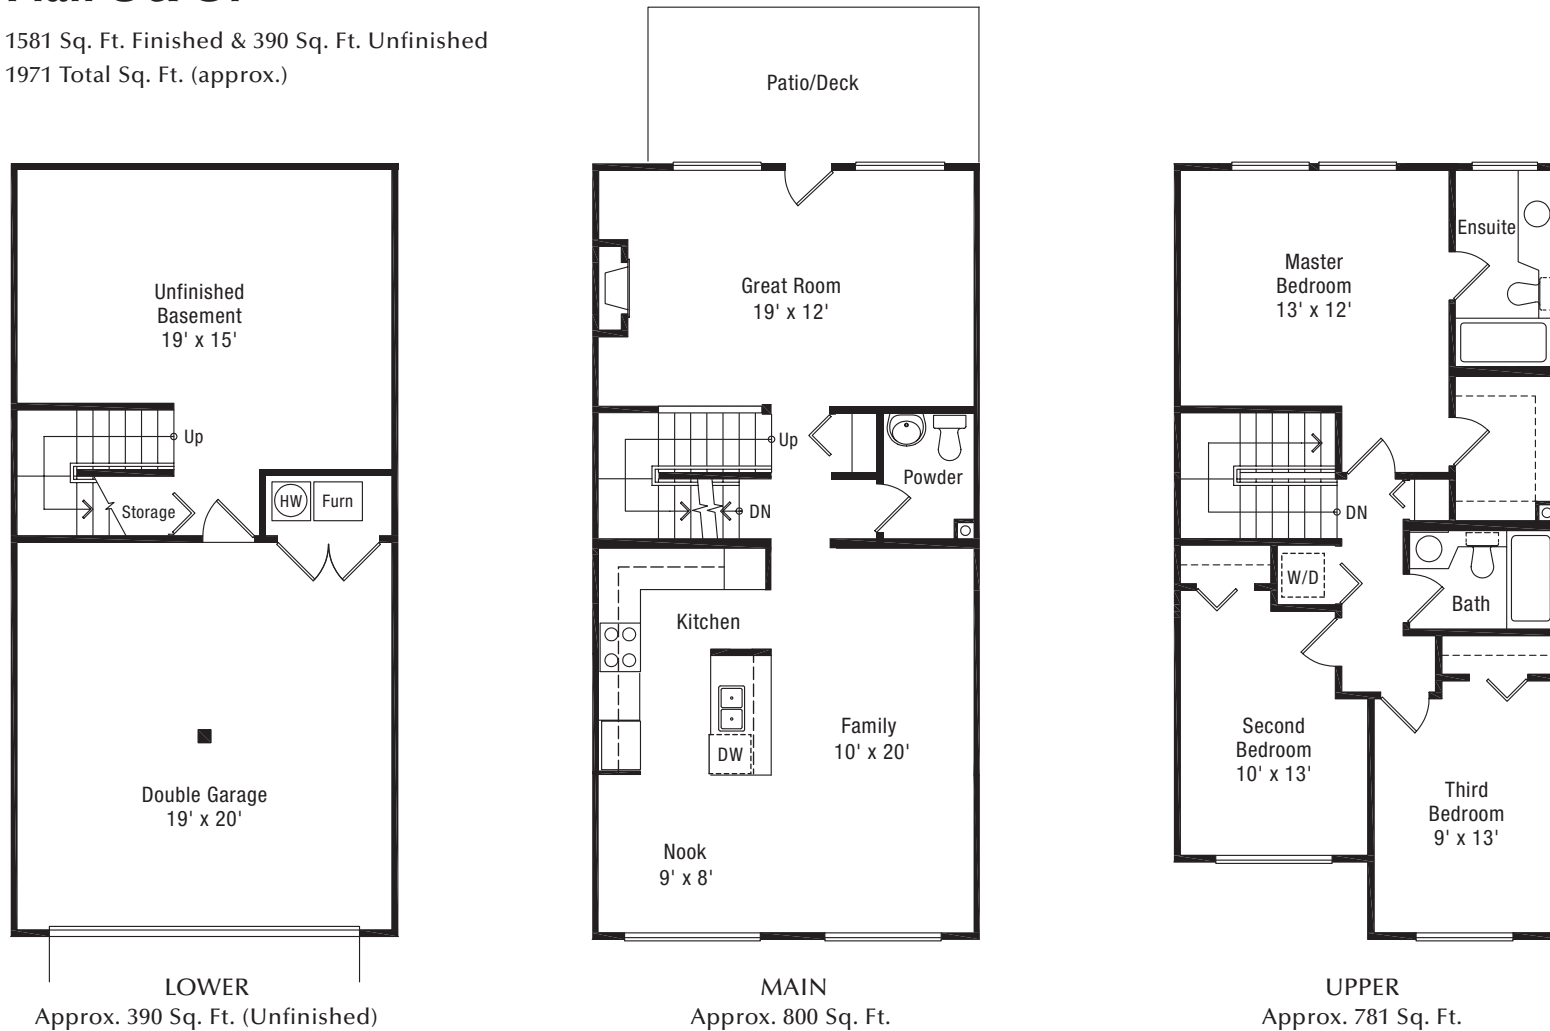 1581 Sq. Ft. Finished & 390 Sq. Ft. Unfinished
1971 Total Sq. Ft. (approx.)
Unfinished
Basement
19' x 15'
Up
Storage
HW
Furn
Double Garage
19' x 20'
LOWER
Approx. 390 Sq. Ft. (Unfinished)
Patio/Deck
Great Room
19' x 12'
Up
Powder
DN
Kitchen
DW
Family
10' x 20'
Nook
9' x 8'
MAIN
Approx. 800 Sq. Ft.
Ensuite
Master
Bedroom
13' x 12'
DN
W/D
Bath
Second
Bedroom
10' x 13'
Third
Bedroom
9' x 13'
UPPER
Approx. 781 Sq. Ft.